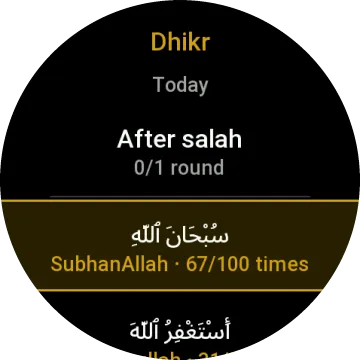 Dhikr
Today
After salah
0/1 round
سُبْحَانَ ٱللَّهِ
SubhanAllah · 67/100 times
أَسْتَغْفِرُ ٱللَّهَ